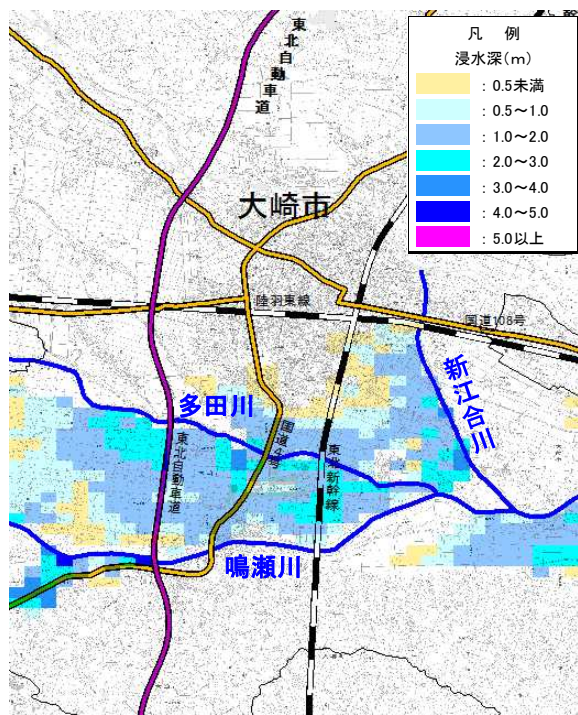 東北自動車道
凡 例
浸水深(m)
：0.5未満
：0.5～1.0
：1.0～2.0
：2.0～3.0
：3.0～4.0
：4.0～5.0
：5.0以上
大崎市
陸羽東線
国道108号
新江合川
多田川
国道4号
東北自動車道
東北新幹線
鳴瀬川